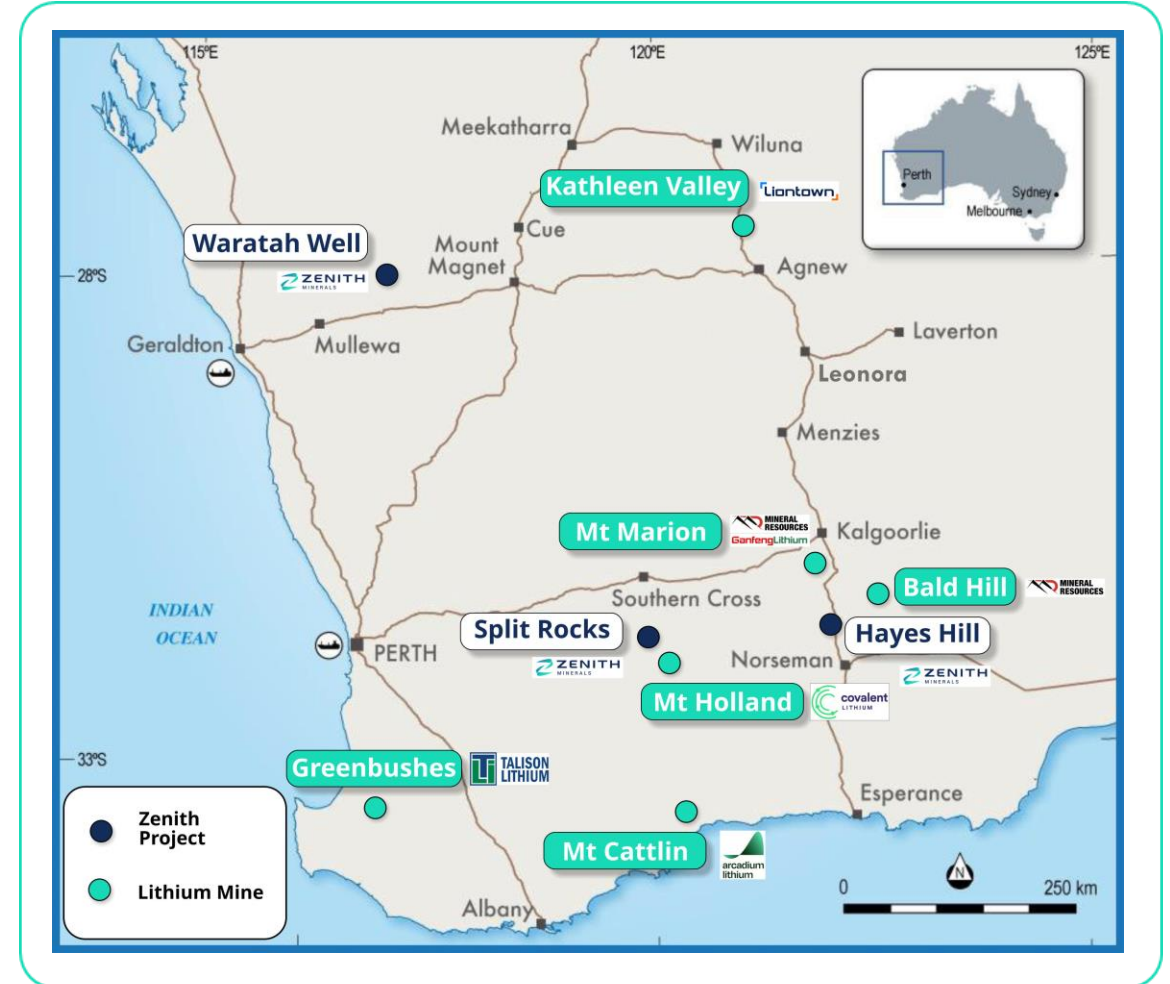 115ºE
120ºE
125ºE
Meekatharra
Wiluna
Kathleen Valley
Liontown
Perth
Sydney
Melbourne
Waratah Well
ZENITH
MINERALS
Cue
Mount
Magnet
Agnew
28ºS
Geraldton
Mullewa
Laverton
Leonora
Menzies
Mt Marion
MINERAL
RESOURCES
GanfengLithium
Kalgoorlie
Bald Hill
MINERAL
RESOURCES
Southern Cross
INDIAN
OCEAN
PERTH
Split Rocks
ZENITH
MINERALS
Hayes Hill
Norseman
ZENITH
MINERALS
Mt Holland
covalent
LITHIUM
33ºS
Greenbushes
TALISON
LITHIUM
Esperance
Mt Cattlin
arcadium
lithium
Albany
Zenith
Project
Lithium Mine
N
0
250 km